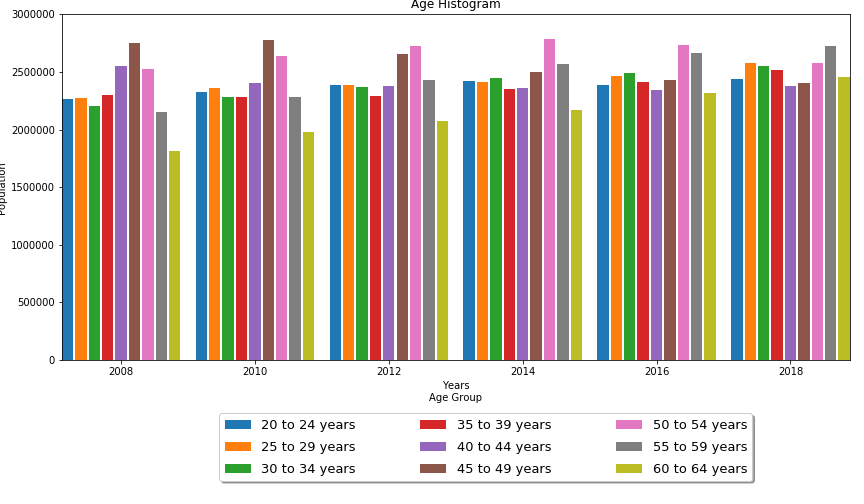 Age Histogram
3000000
2500000
2000000
1500000
1000000
500000
0
Population
2008 2010 2012 2014 2016 2018
Years
Age Group
20 to 24 years 35 to 39 years 50 to 54 years
25 to 29 years 40 to 44 years 55 to 59 years
30 to 34 years 45 to 49 years 60 to 64 years